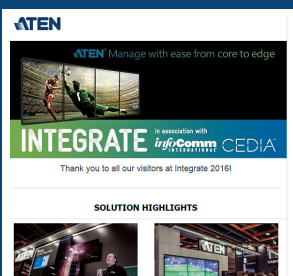 ATEN
ATEN Manage with ease from core to edge
INTEGRATE in association with infoComm INTERNATIONAL CEDIA
Thank you to all our visitors at Integrate 2016!
SOLUTION HIGHLIGHTS
ATEN